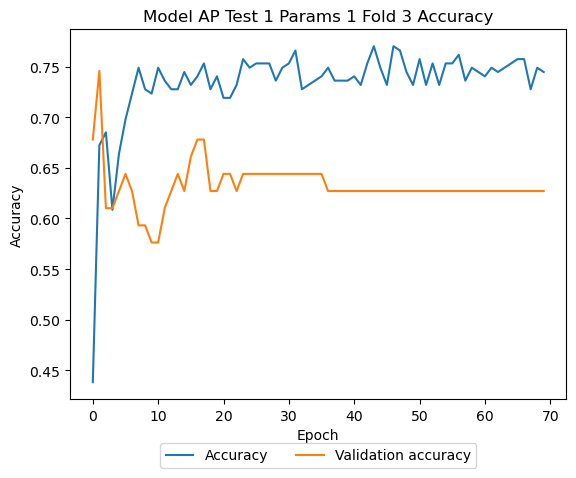 Model AP Test 1 Params 1 Fold 3 Accuracy
Accuracy
0.75
0.70
0.65
0.60
0.55
0.50
0.45
0 10 20 30 40 50 60 70
Epoch
Accuracy Validation accuracy